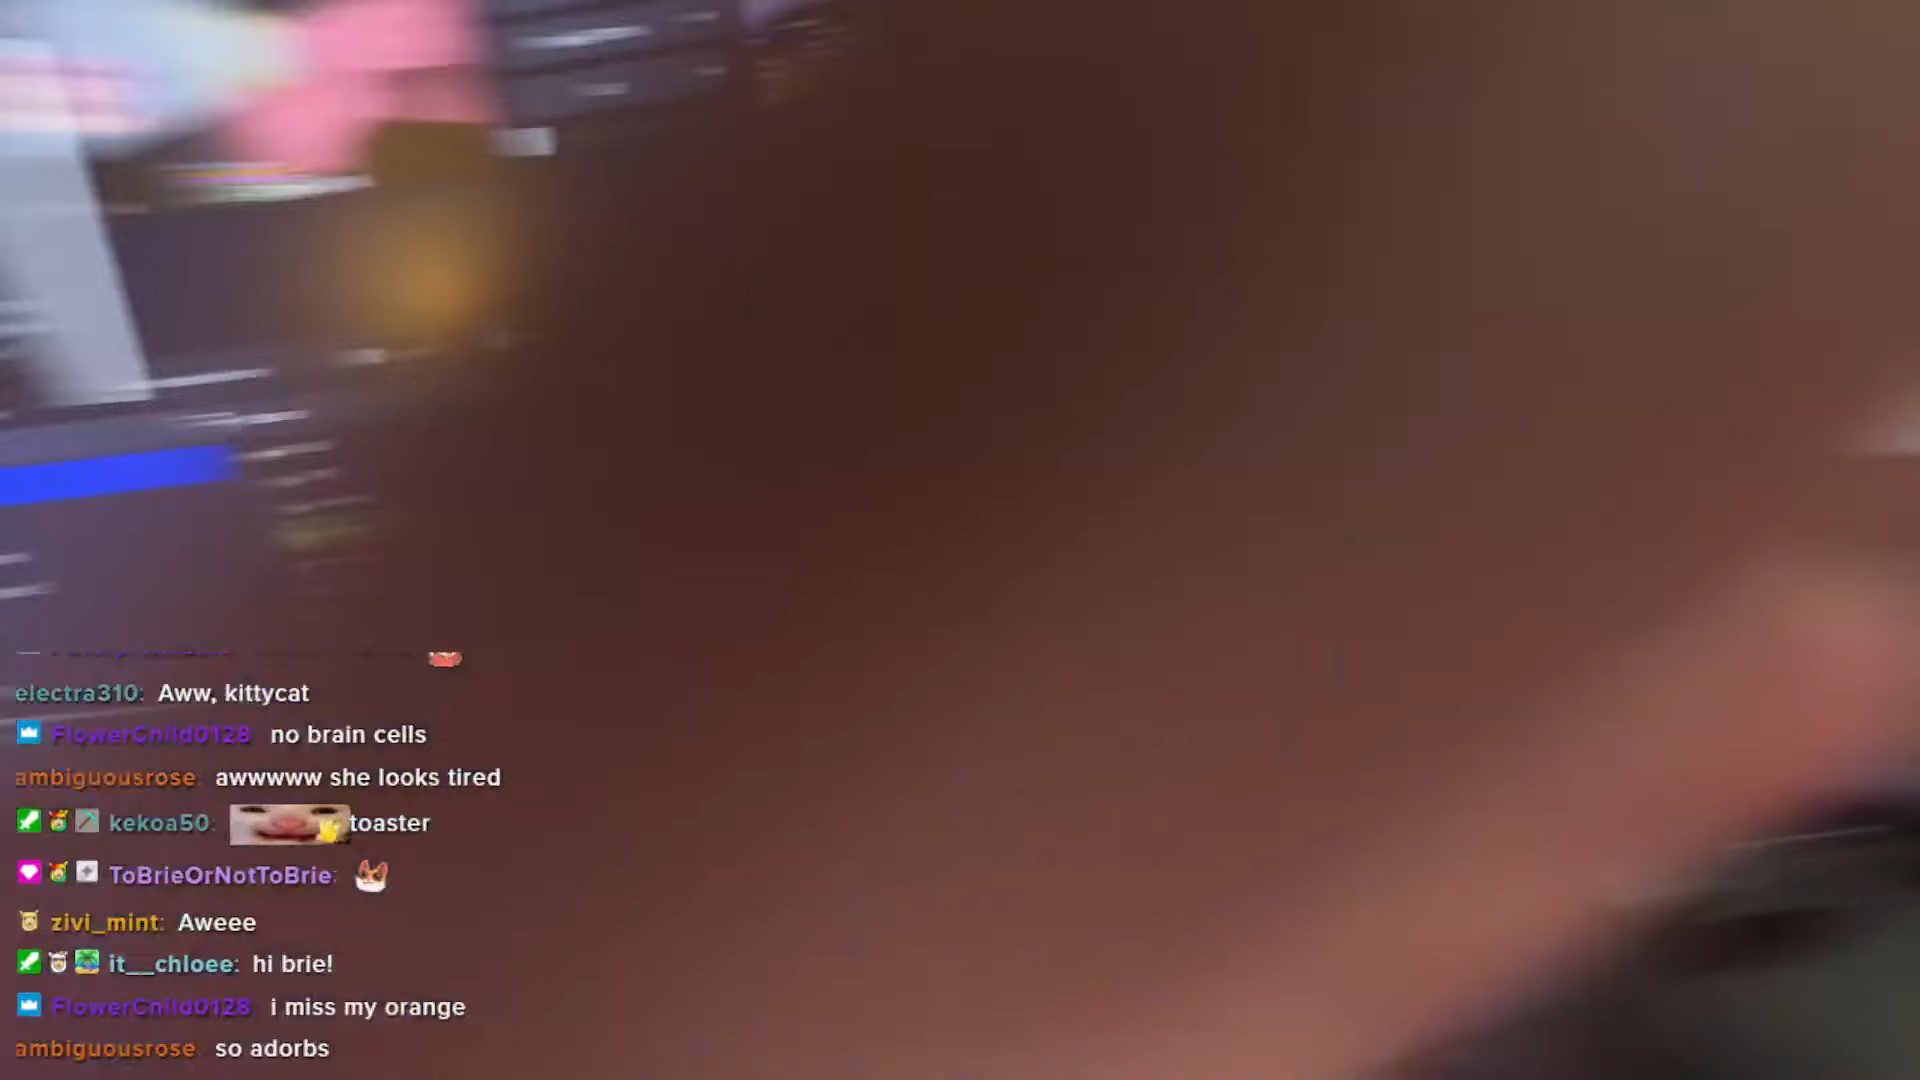 electra310: Aww, kittycat
FlowerChild0128 no brain cells
ambiguousrose: awwwww she looks tired
kekoa50: toaster
ToBrieOrNotToBrie:
zivi_mint: Aweee
it__chloee: hi brie!
FlowerChild0128 i miss my orange
ambiguousrose so adorbs